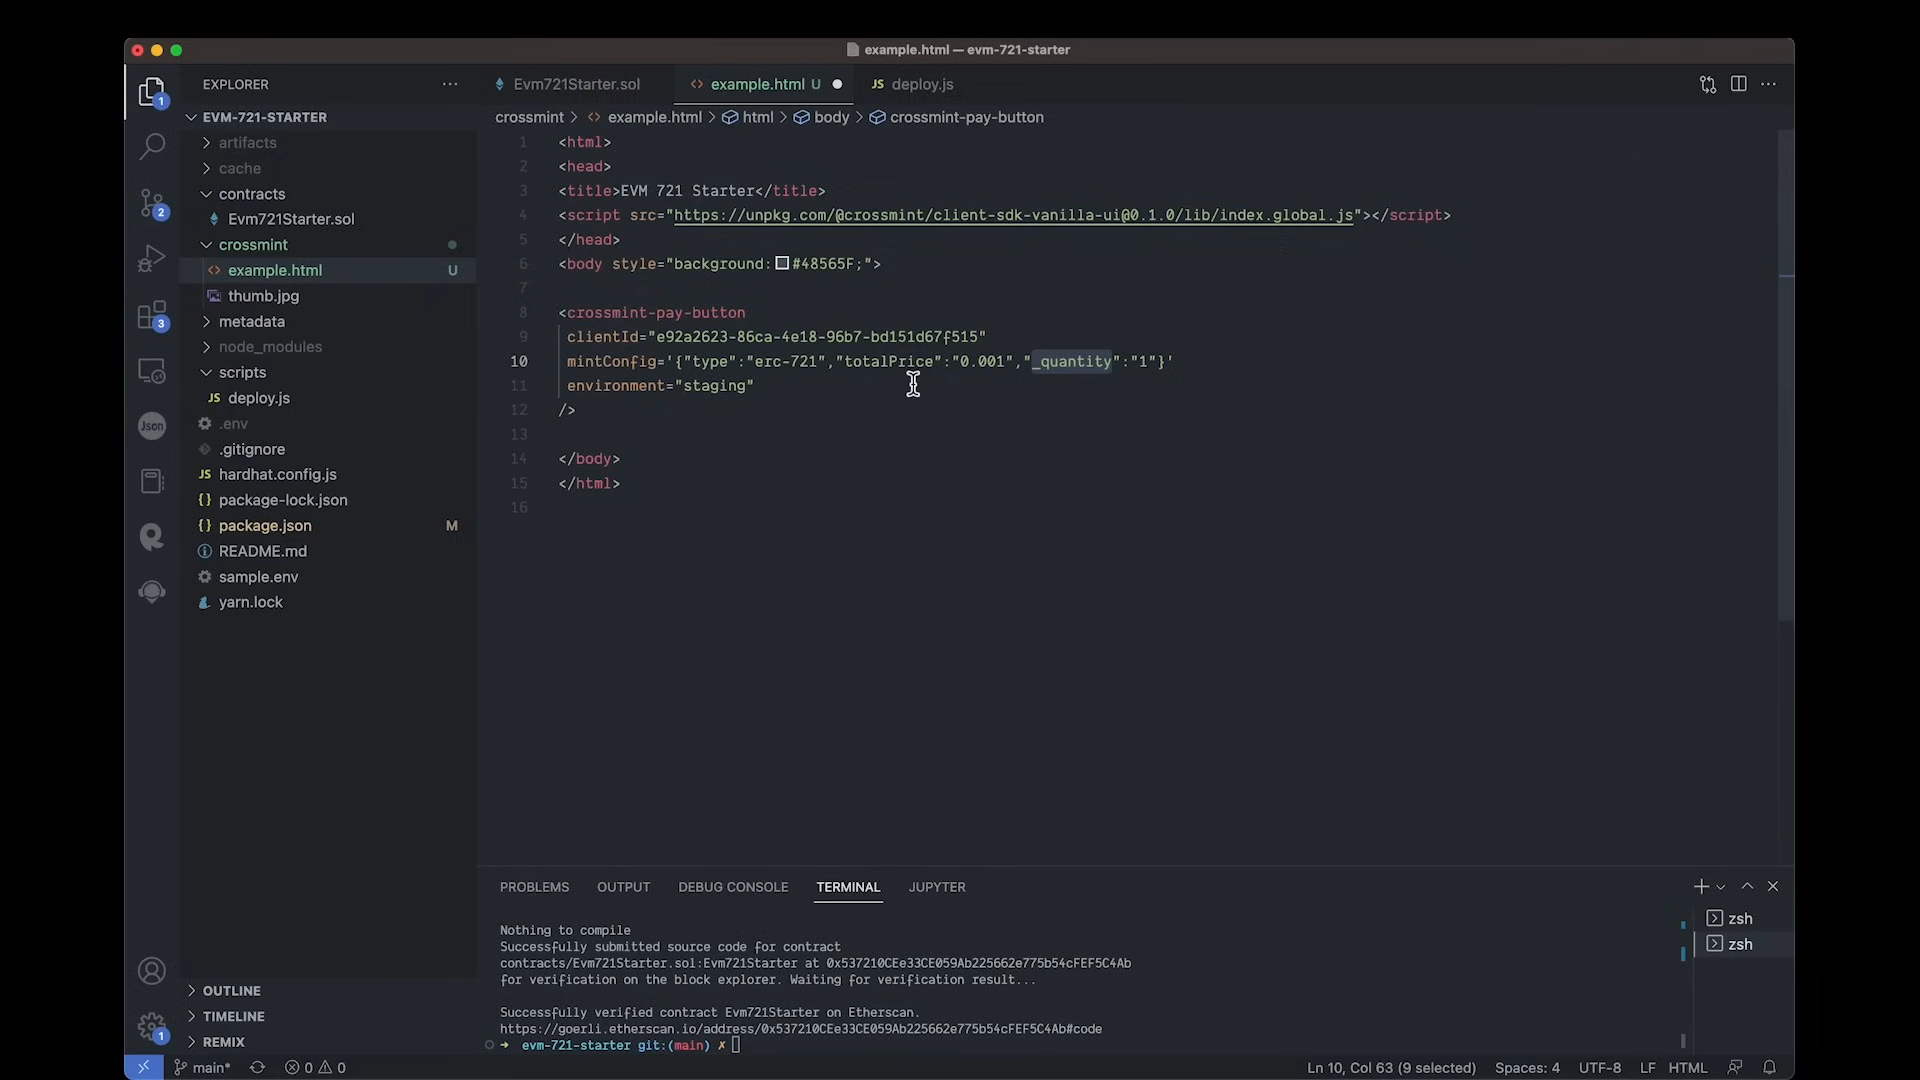 example.html — evm-721-starter
EXPLORER
Evm721Starter.sol
example.html U
JS deploy.js
EVM-721-STARTER
crossmint > example.html > html > body > crossmint-pay-button
artifacts
cache
contracts
Evm721Starter.sol
crossmint
example.html U
thumb.jpg
metadata
node_modules
scripts
JS deploy.js
.env
.gitignore
JS hardhat.config.js
{} package-lock.json
{} package.json M
README.md
sample.env
yarn.lock
OUTLINE
TIMELINE
REMIX
1
2
3
Json
1
1 <html>
2 <head>
3 <title>EVM 721 Starter</title>
4 <script src="https://unpkg.com/@crossmint/client-sdk-vanilla-ui@0.1.0/lib/index.global.js"></script>
5 </head>
6 <body style="background:#48565F;">
7
8 <crossmint-pay-button
9 clientId="e92a2623-86ca-4e18-96b7-bd151d67f515"
10 mintConfig='{"type":"erc-721","totalPrice":"0.001","_quantity":"1"}'
11 environment="staging"
12 />
13
14 </body>
15 </html>
16
PROBLEMS OUTPUT DEBUG CONSOLE TERMINAL JUPYTER
Nothing to compile
Successfully submitted source code for contract
contracts/Evm721Starter.sol:Evm721Starter at 0x537210CEe33CE059Ab225662e775b54cFEF5C4Ab
for verification on the block explorer. Waiting for verification result...
Successfully verified contract Evm721Starter on Etherscan.
https://goerli.etherscan.io/address/0x537210CEe33CE059Ab225662e775b54cFEF5C4Ab#code
evm-721-starter git:(main) ✗
zsh
zsh
main* 0 0 Ln 10, Col 63 (9 selected) Spaces: 4 UTF-8 LF HTML